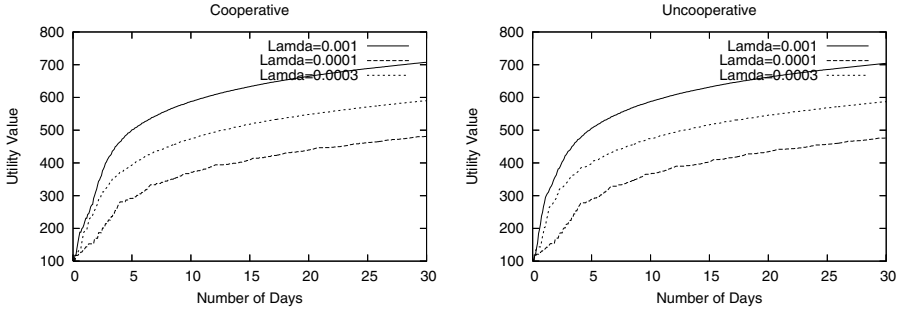 Cooperative
800
700
600
500
400
300
200
100
Utility Value
Lamda=0.001
Lamda=0.0001
Lamda=0.0003
0 5 10 15 20 25 30
Number of Days
Uncooperative
800
700
600
500
400
300
200
100
Utility Value
Lamda=0.001
Lamda=0.0001
Lamda=0.0003
0 5 10 15 20 25 30
Number of Days